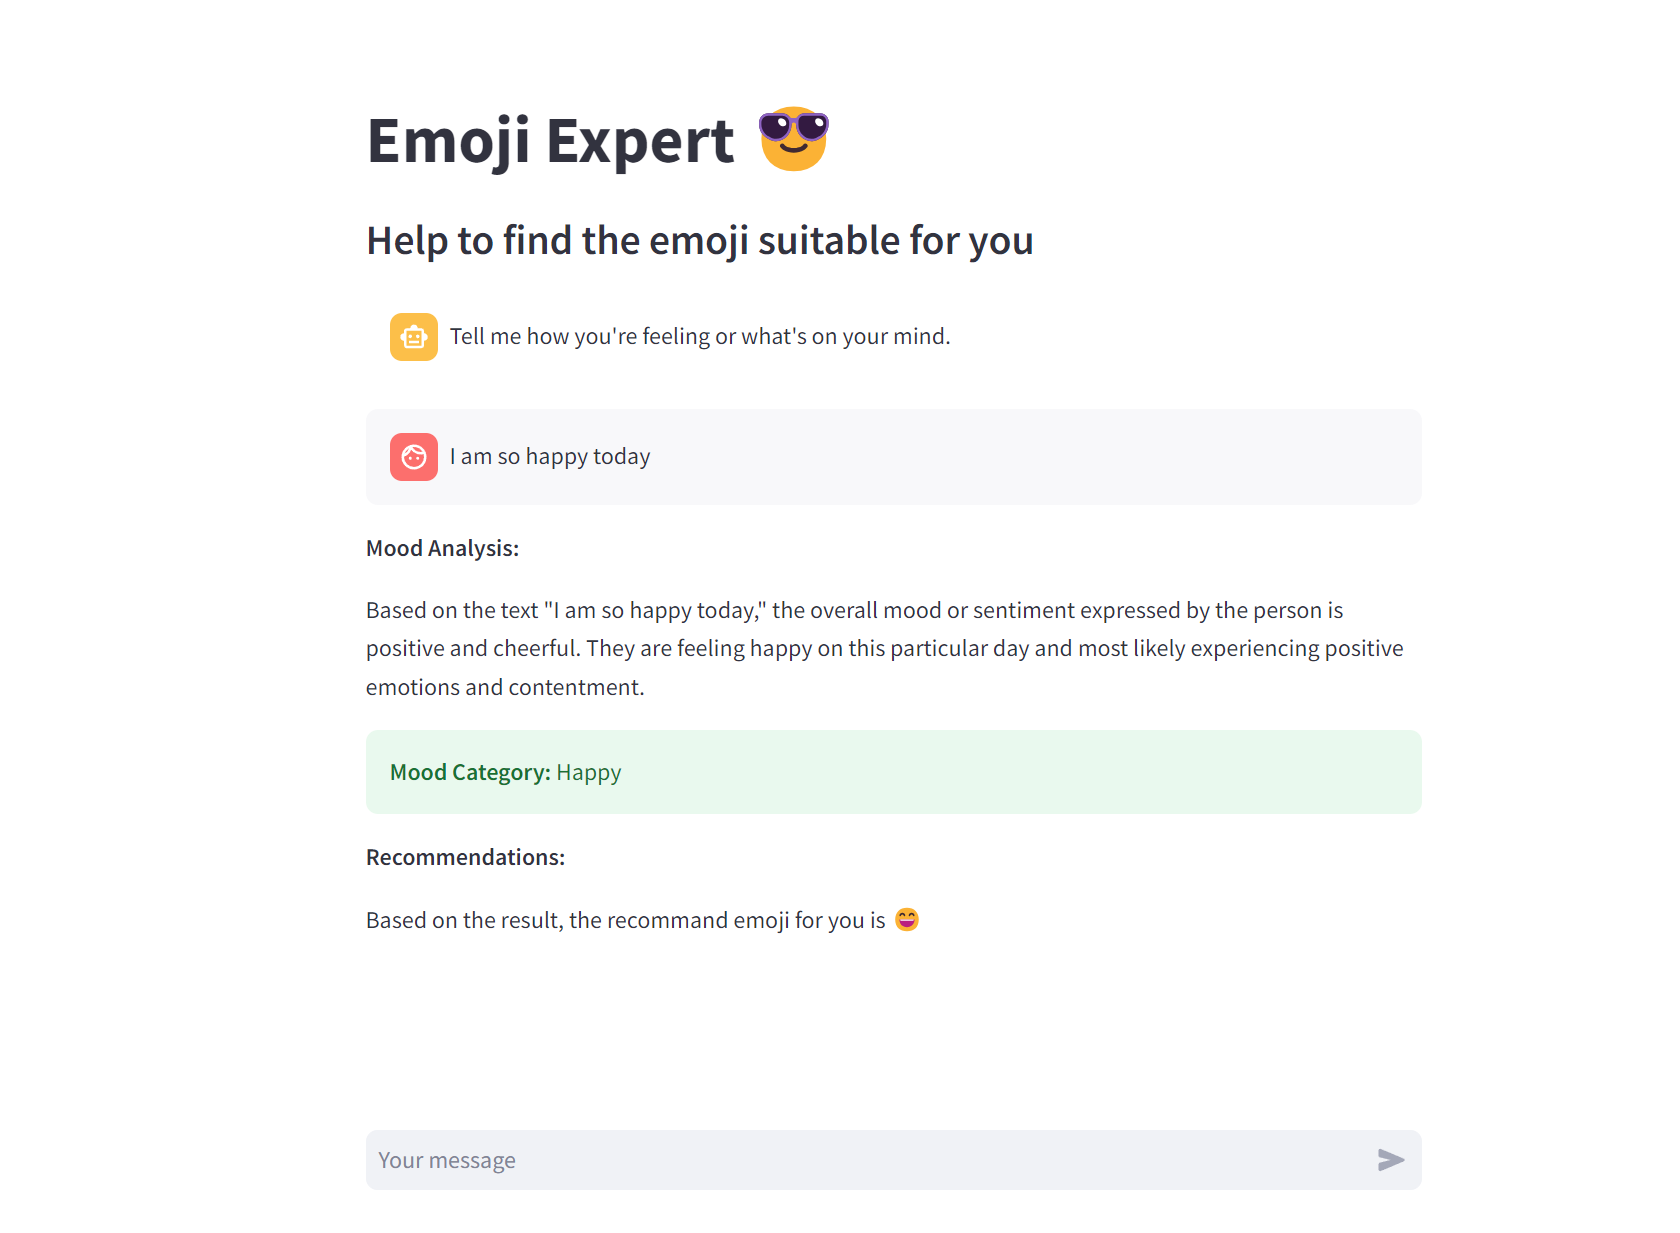 Emoji Expert 😎
Help to find the emoji suitable for you
Tell me how you're feeling or what's on your mind.
I am so happy today
Mood Analysis:
Based on the text "I am so happy today," the overall mood or sentiment expressed by the person is
positive and cheerful. They are feeling happy on this particular day and most likely experiencing positive
emotions and contentment.
Mood Category: Happy
Recommendations:
Based on the result, the recommand emoji for you is 😄
Your message